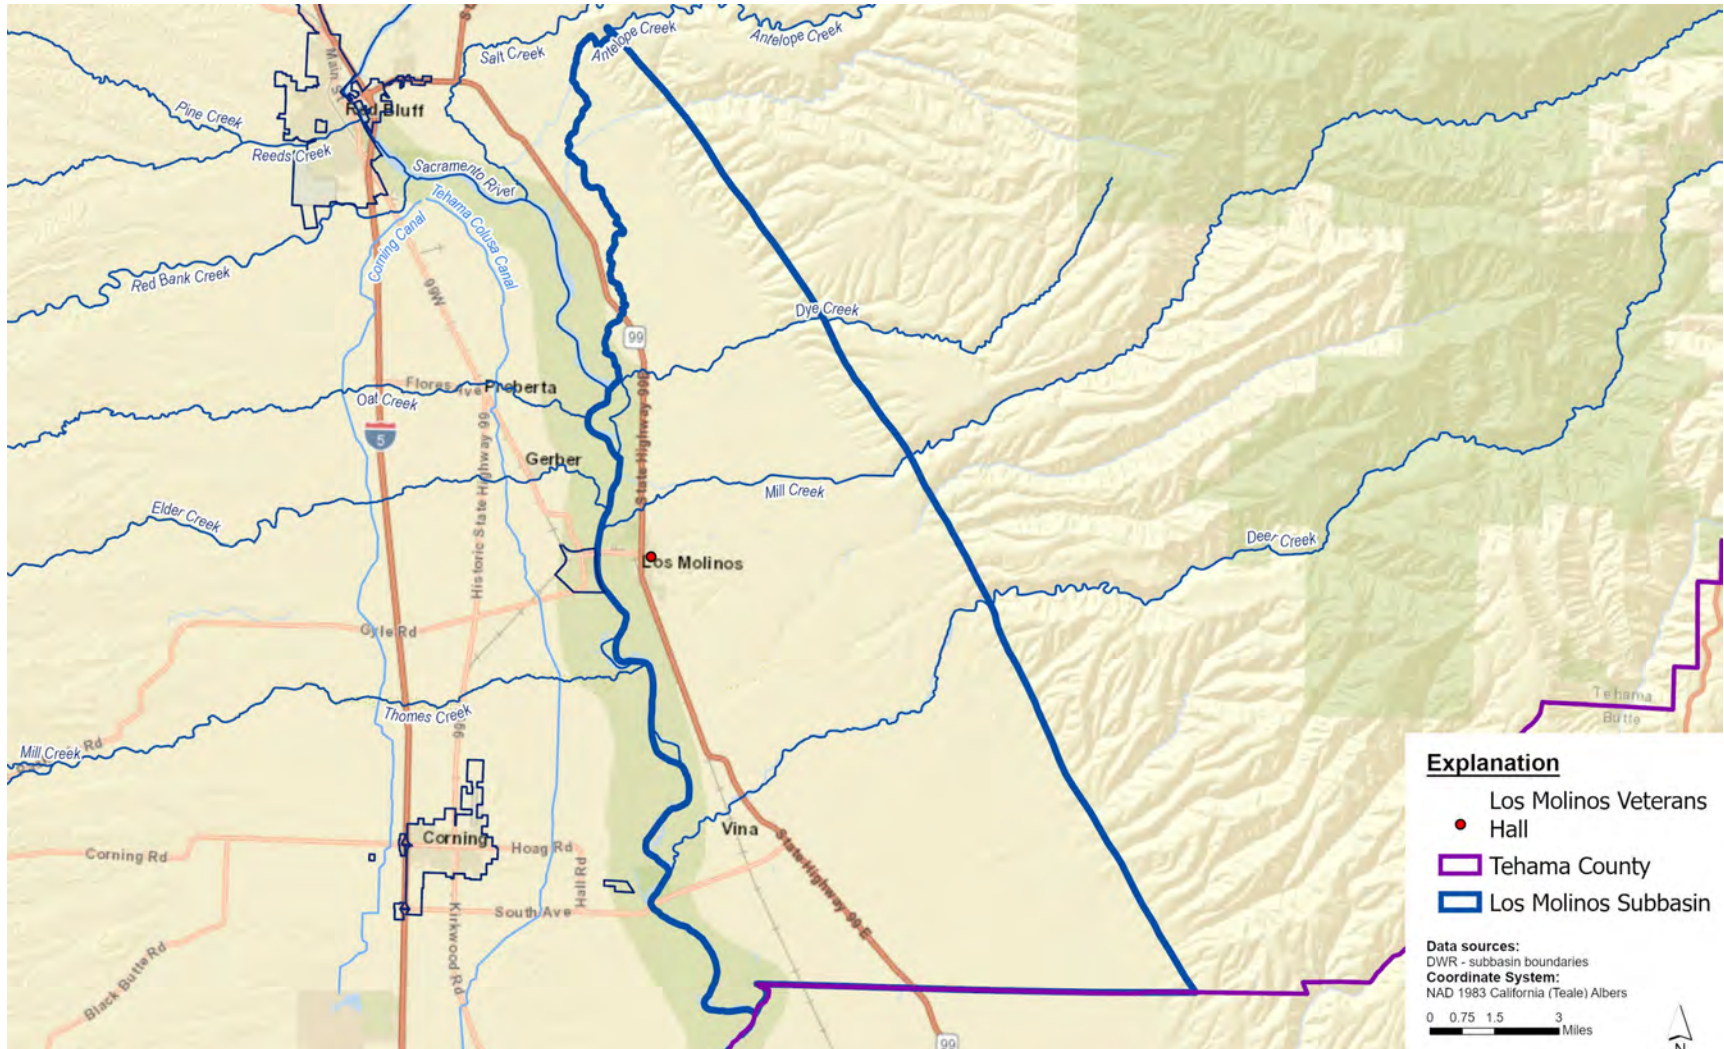 Salt Creek
Antelope Creek
Antelope Creek
Main S
Red Bluff
Pine Creek
Reeds Creek
Sacramento River
Tehama Colusa Canal
Corning Canal
Red Bank Creek
99W
Dye Creek
99
State Highway 99E
Flores Ave
Proberta
Oat Creek
5
Historic State Highway 99
Gerber
Mill Creek
Elder Creek
Los Molinos
Deer Creek
Gyle Rd
Thomes Creek
Mill Creek
Rd
99
Tehama
Butte
Corning
Hoag Rd
Vina
Corning Rd
Hall Rd
State Highway 99 E
South Ave
Kirkwood Rd
Black Butte Rd
99
Explanation
Los Molinos Veterans
Hall
Tehama County
Los Molinos Subbasin
Data sources:
DWR - subbasin boundaries
Coordinate System:
NAD 1983 California (Teale) Albers
0 0.75 1.5 3
Miles
N